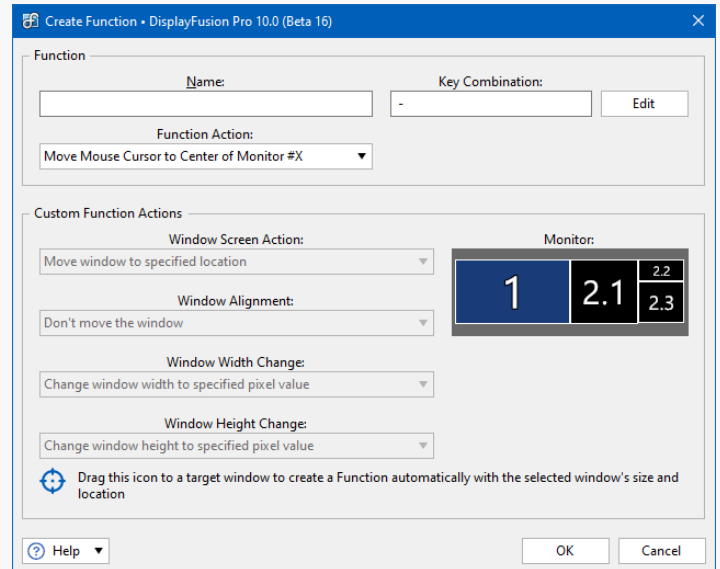 Create Function • DisplayFusion Pro 10.0 (Beta 16)
Function
Name:
Key Combination:
-
Edit
Function Action:
Move Mouse Cursor to Center of Monitor #X
Custom Function Actions
Window Screen Action:
Move window to specified location
Monitor:
1
2.1
2.2
2.3
Window Alignment:
Don't move the window
Window Width Change:
Change window width to specified pixel value
Window Height Change:
Change window height to specified pixel value
Drag this icon to a target window to create a Function automatically with the selected window's size and
location
? Help
OK
Cancel